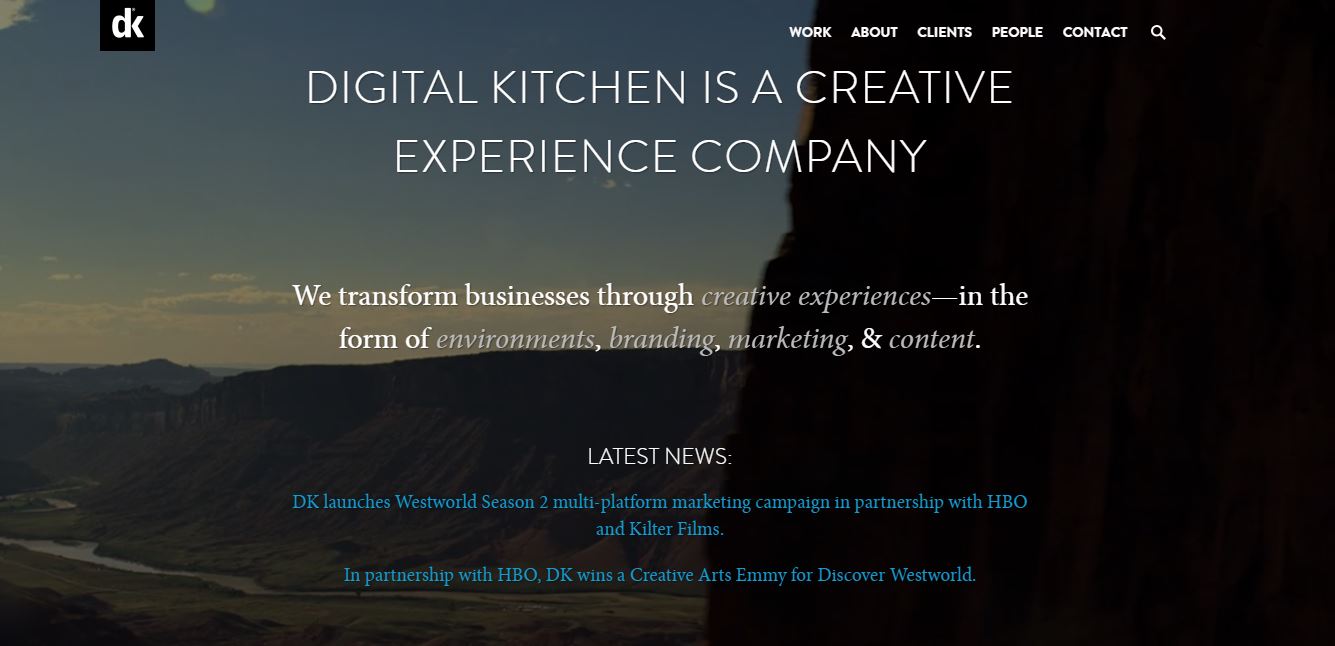 dk
WORK ABOUT CLIENTS PEOPLE CONTACT
DIGITAL KITCHEN IS A CREATIVE
EXPERIENCE COMPANY
We transform businesses through creative experiences—in the
form of environments, branding, marketing, & content.
LATEST NEWS:
DK launches Westworld Season 2 multi-platform marketing campaign in partnership with HBO
and Kilter Films.
In partnership with HBO, DK wins a Creative Arts Emmy for Discover Westworld.